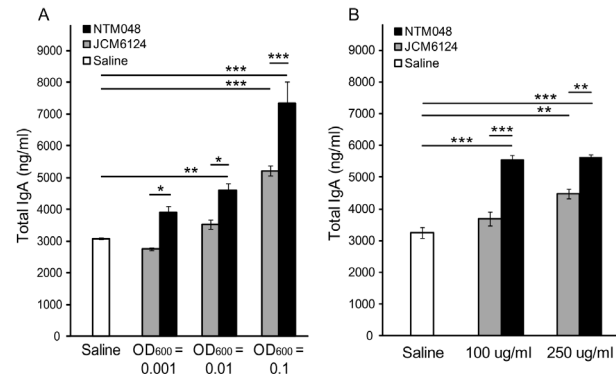 A
NTM048
JCM6124
Saline
Total IgA (ng/ml)
9000
8000
7000
6000
5000
4000
3000
2000
1000
0
***
***
***
**
*
*
Saline
OD600 = 0.001
OD600 = 0.01
OD600 = 0.1
B
NTM048
JCM6124
Saline
Total IgA (ng/ml)
9000
8000
7000
6000
5000
4000
3000
2000
1000
0
**
***
**
***
***
Saline
100 ug/ml
250 ug/ml